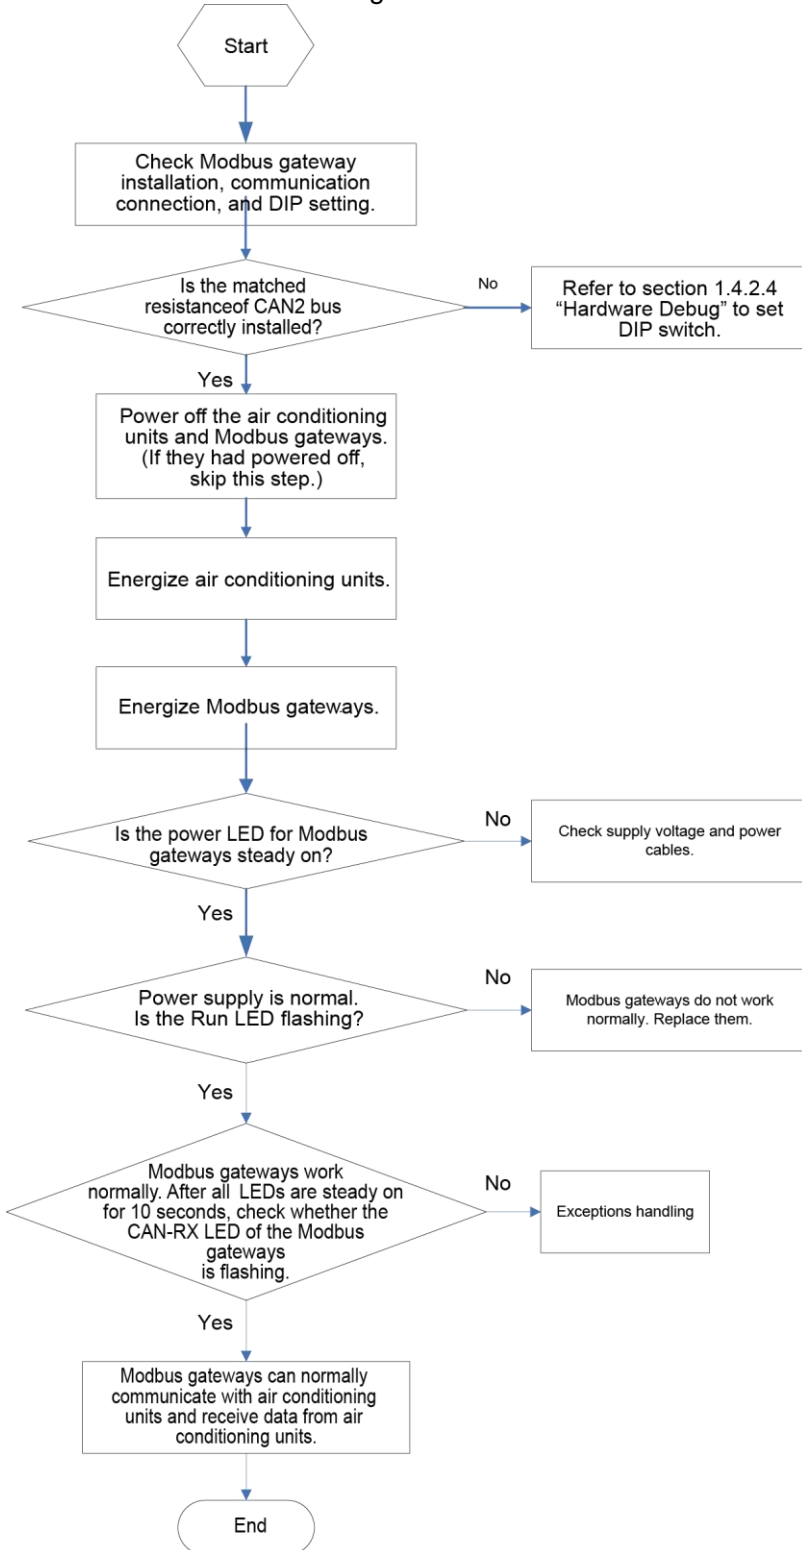 Start
Check Modbus gateway
installation, communication
connection, and DIP setting.
Is the matched
resistanceof CAN2 bus
correctly installed?
No
Refer to section 1.4.2.4
“Hardware Debug” to set
DIP switch.
Yes
Power off the air conditioning
units and Modbus gateways.
(If they had powered off,
skip this step.)
Energize air conditioning units.
Energize Modbus gateways.
Is the power LED for Modbus
gateways steady on?
No
Check supply voltage and power
cables.
Yes
Power supply is normal.
Is the Run LED flashing?
No
Modbus gateways do not work
normally. Replace them.
Yes
Modbus gateways work
normally. After all LEDs are steady on
for 10 seconds, check whether the
CAN-RX LED of the Modbus
gateways
is flashing.
No
Exceptions handling
Yes
Modbus gateways can normally
communicate with air conditioning
units and receive data from air
conditioning units.
End